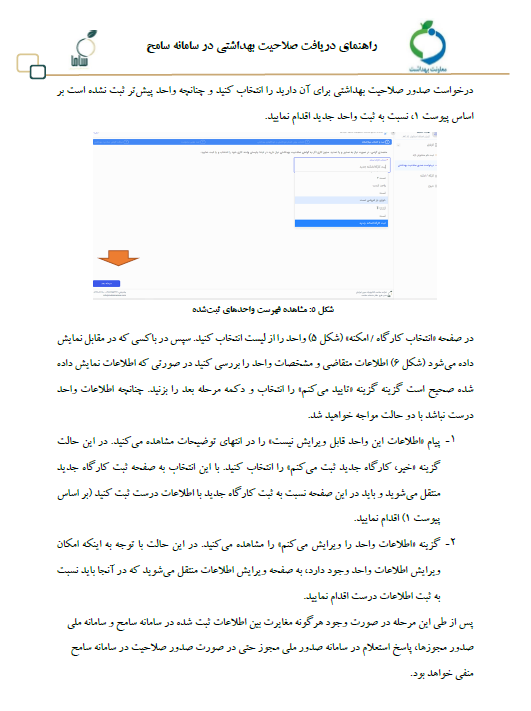 راهنمای دریافت صلاحیت بهداشتی در سامانه سامح
ساما
معاونت بهداشت
درخواست صدور صلاحیت بهداشتی برای آن دارید را انتخاب کنید و چنانچه واحد پیش‌تر ثبت نشده است بر
اساس پیوست ۱، نسبت به ثبت واحد جدید اقدام نمایید.
شکل ۵: مشاهده فهرست واحدهای ثبت‌شده
در صفحه «انتخاب کارگاه / امکنه» (شکل ۵) واحد را از لیست انتخاب کنید. سپس در باکسی که در مقابل نمایش
داده می‌شود (شکل ۶) اطلاعات متقاضی و مشخصات واحد را بررسی کنید در صورتی که اطلاعات نمایش داده
شده صحیح است گزینه گزینه «تایید می‌کنم» را انتخاب و دکمه مرحله بعد را بزنید. چنانچه اطلاعات واحد
درست نباشد با دو حالت مواجه خواهید شد.
۱- پیام «اطلاعات این واحد قابل ویرایش نیست» را در انتهای توضیحات مشاهده می‌کنید. در این حالت
گزینه «خیر، کارگاه جدید ثبت می‌کنم» را انتخاب کنید. با این انتخاب به صفحه ثبت کارگاه جدید
منتقل می‌شوید و باید در این صفحه نسبت به ثبت کارگاه جدید با اطلاعات درست ثبت کنید (بر اساس
پیوست ۱) اقدام نمایید.
۲- گزینه «اطلاعات واحد را ویرایش می‌کنم» را مشاهده می‌کنید. در این حالت با توجه به اینکه امکان
ویرایش اطلاعات واحد وجود دارد، به صفحه ویرایش اطلاعات منتقل می‌شوید که در آنجا باید نسبت
به ثبت اطلاعات درست اقدام نمایید.
پس از طی این مرحله در صورت وجود هرگونه مغایرت بین اطلاعات ثبت شده در سامانه سامح و سامانه ملی
صدور مجوزها، پاسخ استعلام در سامانه صدور ملی مجوز حتی در صورت صدور صلاحیت در سامانه سامح
منفی خواهد بود.